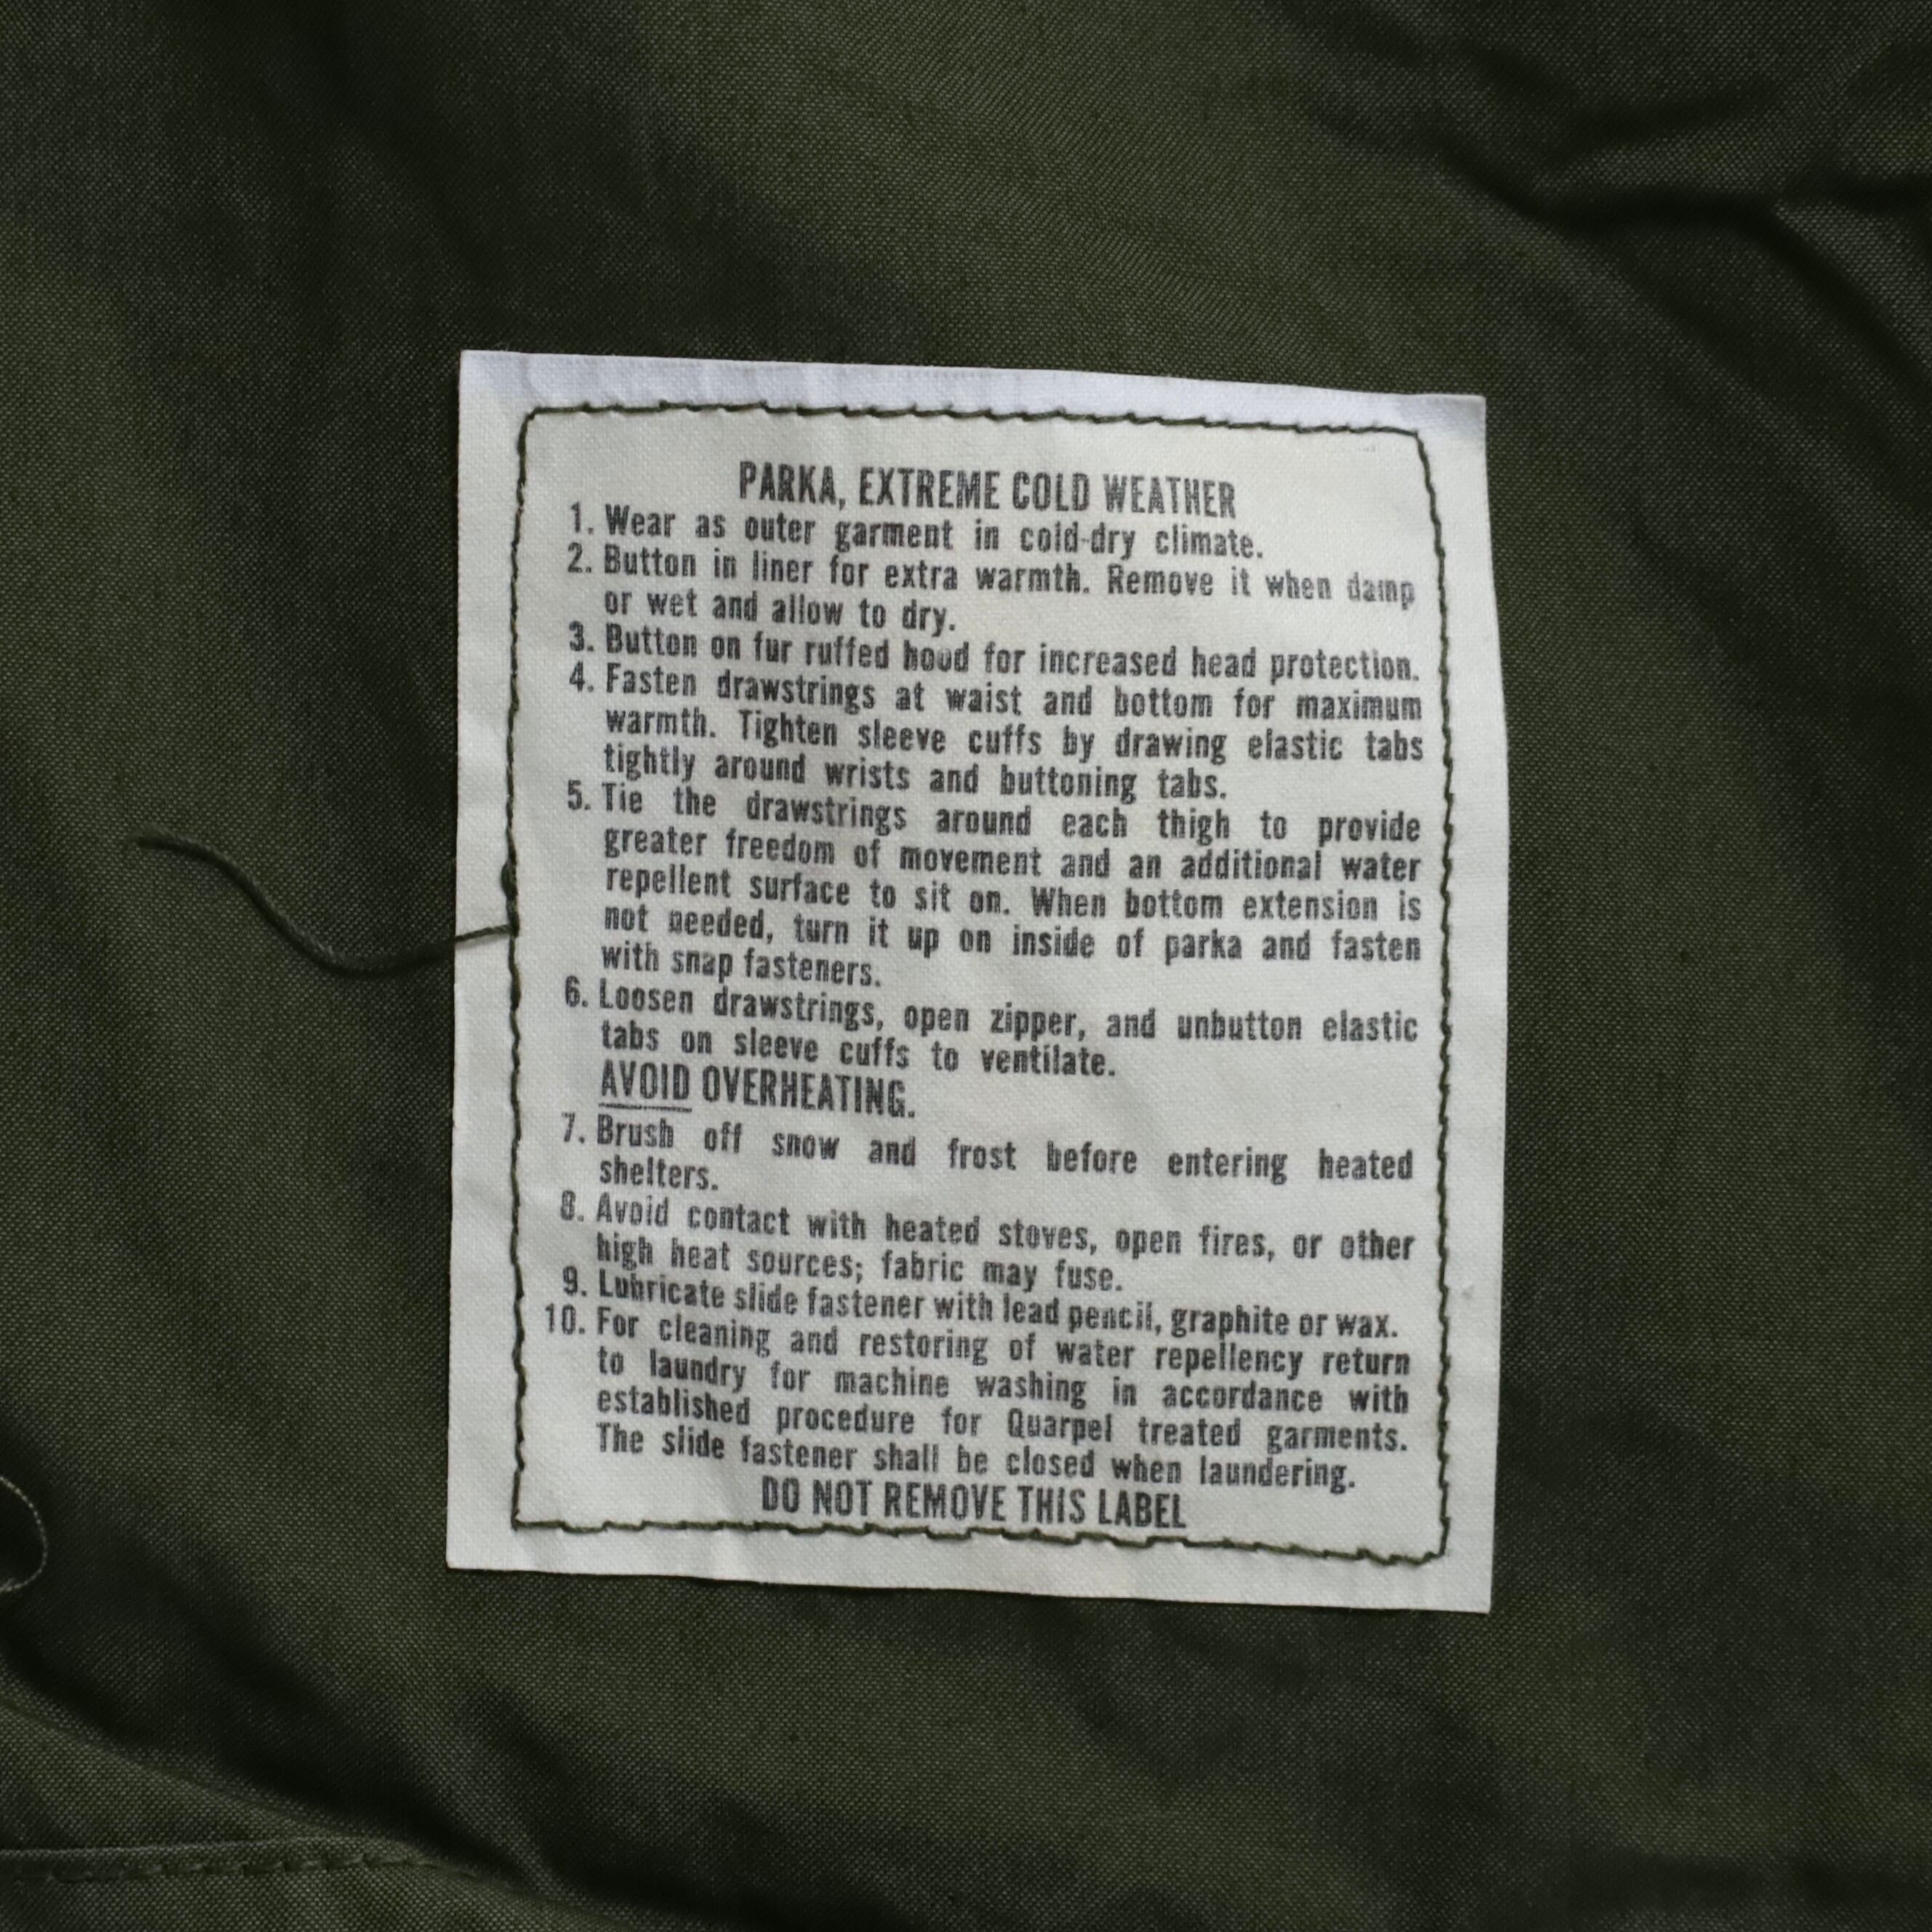 PARKA, EXTREME COLD WEATHER
1. Wear as outer garment in cold-dry climate.
2. Button in liner for extra warmth. Remove it when damp
or wet and allow to dry.
3. Button on fur ruffed hood for increased head protection.
4. Fasten drawstrings at waist and bottom for maximum
warmth. Tighten sleeve cuffs by drawing elastic tabs
tightly around wrists and buttoning tabs.
5. Tie the drawstrings around each thigh to provide
greater freedom of movement and an additional water
repellent surface to sit on. When bottom extension is
not needed, turn it up on inside of parka and fasten
with snap fasteners.
6. Loosen drawstrings, open zipper, and unbutton elastic
tabs on sleeve cuffs to ventilate.
AVOID OVERHEATING.
7. Brush off snow and frost before entering heated
shelters.
8. Avoid contact with heated stoves, open fires, or other
high heat sources; fabric may fuse.
9. Lubricate slide fastener with lead pencil, graphite or wax.
10. For cleaning and restoring of water repellency return
to laundry for machine washing in accordance with
established procedure for Quarpel treated garments.
The slide fastener shall be closed when laundering.
DO NOT REMOVE THIS LABEL